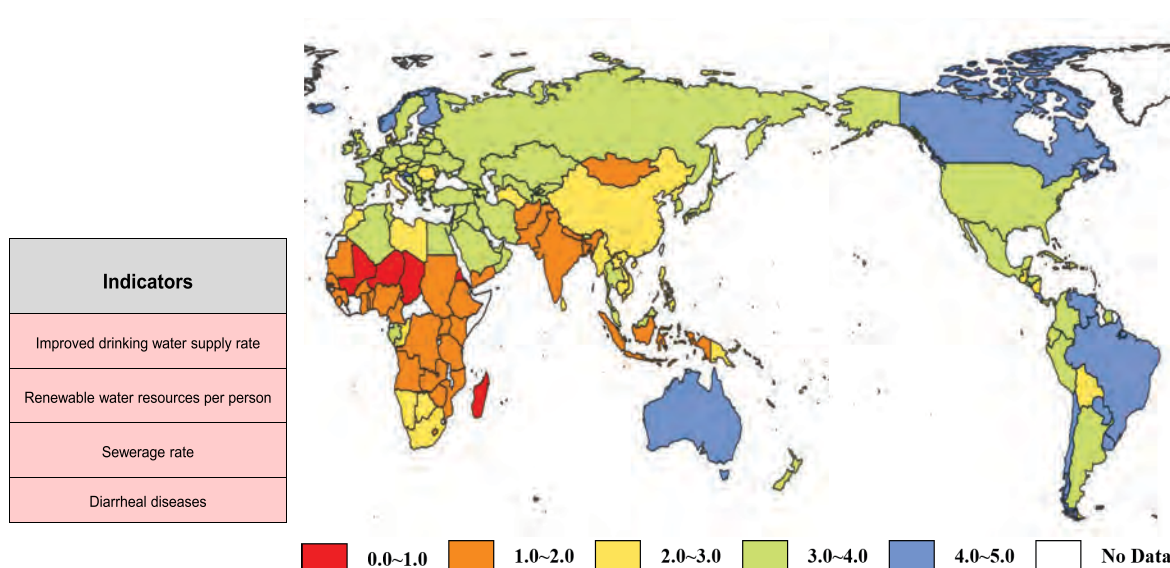 Indicators
Improved drinking water supply rate
Renewable water resources per person
Sewerage rate
Diarrheal diseases
0.0~1.0
1.0~2.0
2.0~3.0
3.0~4.0
4.0~5.0
No Data